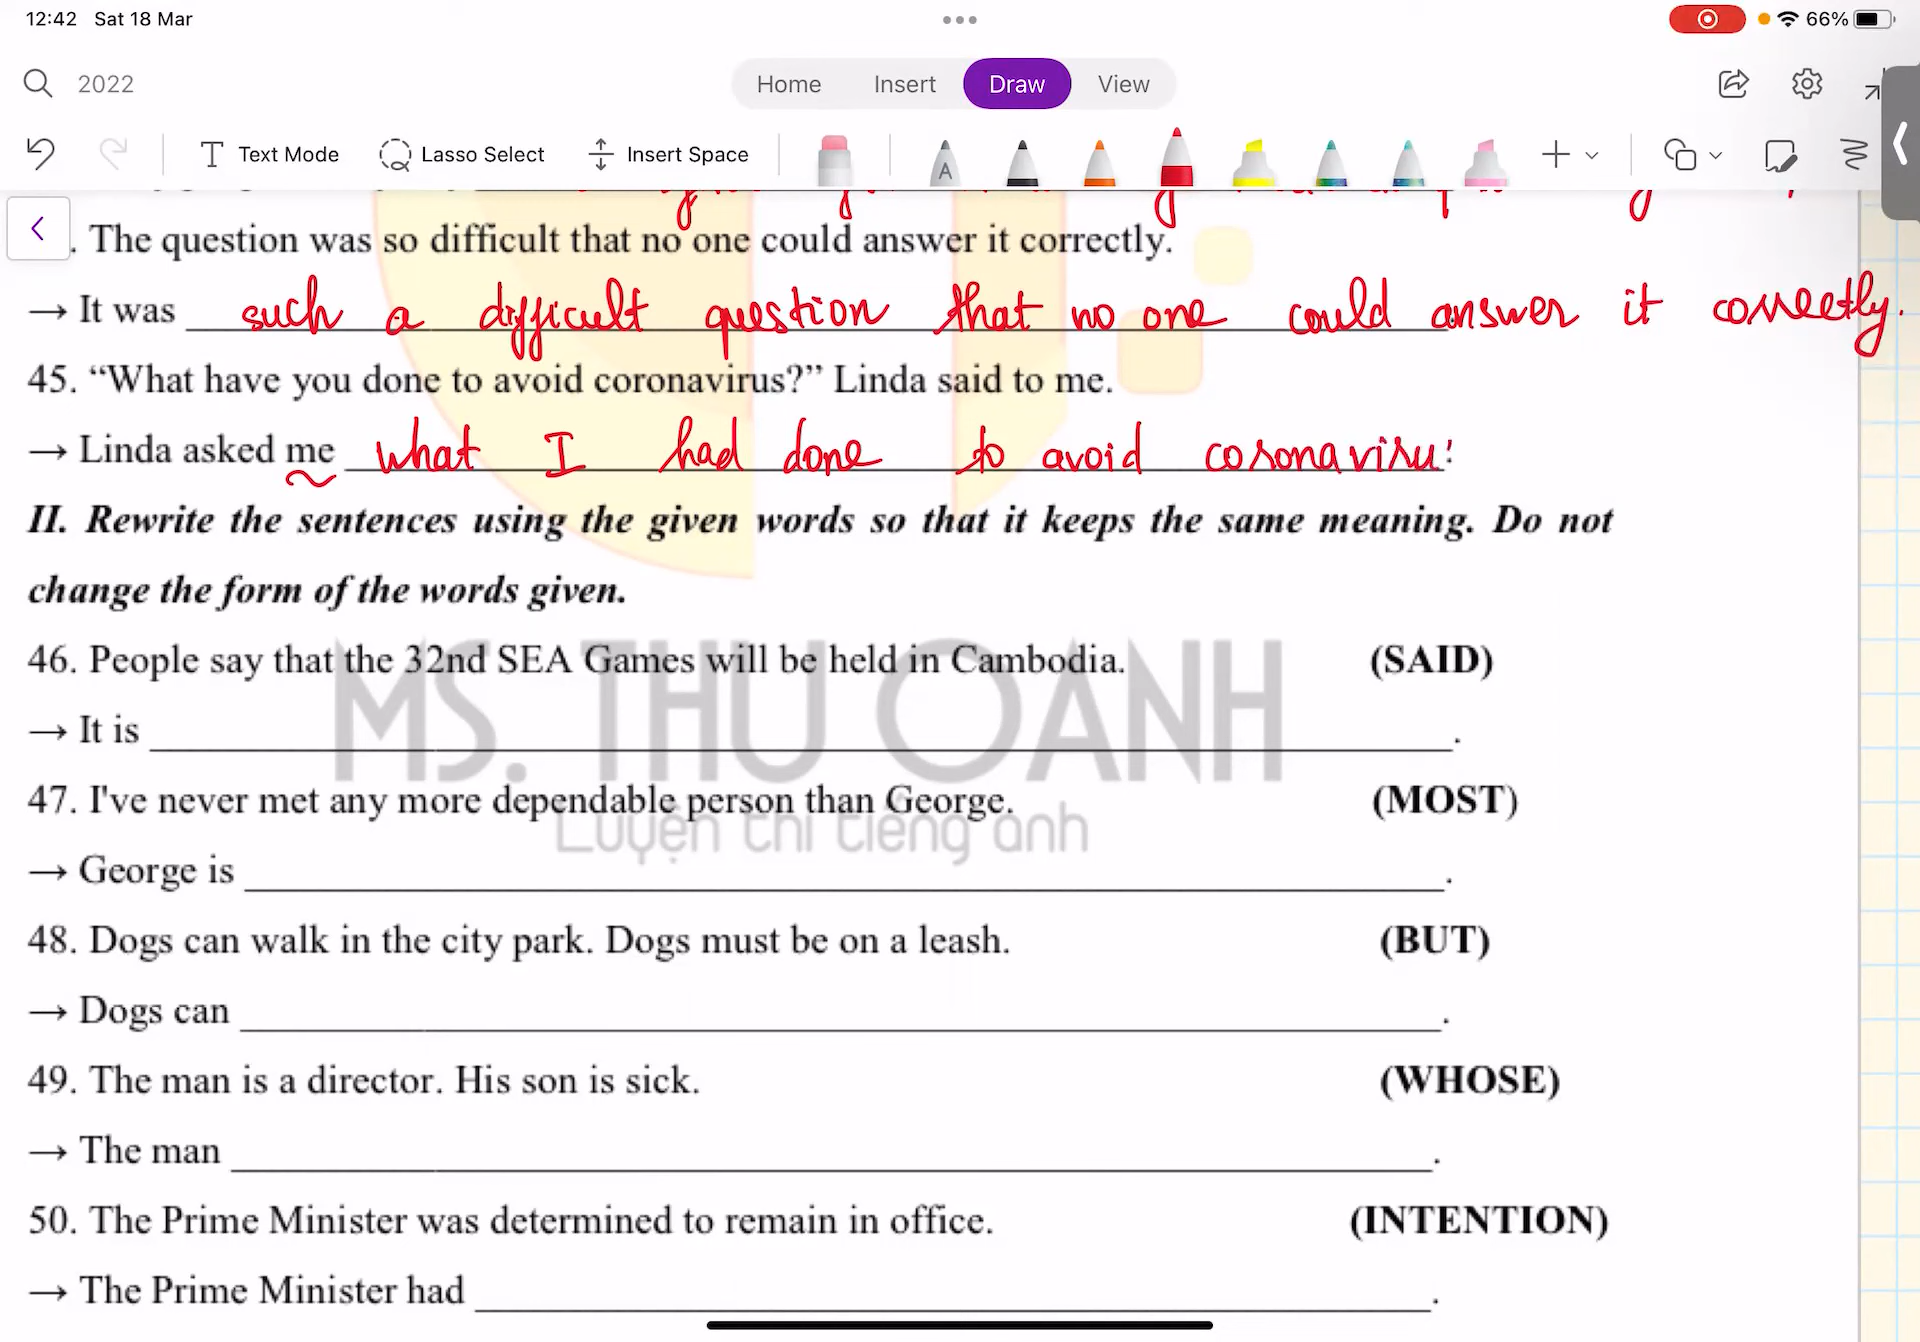 12:42 Sat 18 Mar
66%
2022
Home Insert Draw View
Text Mode Lasso Select Insert Space
A
. The question was so difficult that no one could answer it correctly.
→ It was such a difficult question that no one could answer it correctly.
45. “What have you done to avoid coronavirus?” Linda said to me.
→ Linda asked me what I had done to avoid coronaviru
II. Rewrite the sentences using the given words so that it keeps the same meaning. Do not
change the form of the words given.
46. People say that the 32nd SEA Games will be held in Cambodia. (SAID)
→ It is ______.
MS. THU OANH
47. I've never met any more dependable person than George. (MOST)
Luyện thi tiếng anh
→ George is ______.
48. Dogs can walk in the city park. Dogs must be on a leash. (BUT)
→ Dogs can ______.
49. The man is a director. His son is sick. (WHOSE)
→ The man ______.
50. The Prime Minister was determined to remain in office. (INTENTION)
→ The Prime Minister had ______.